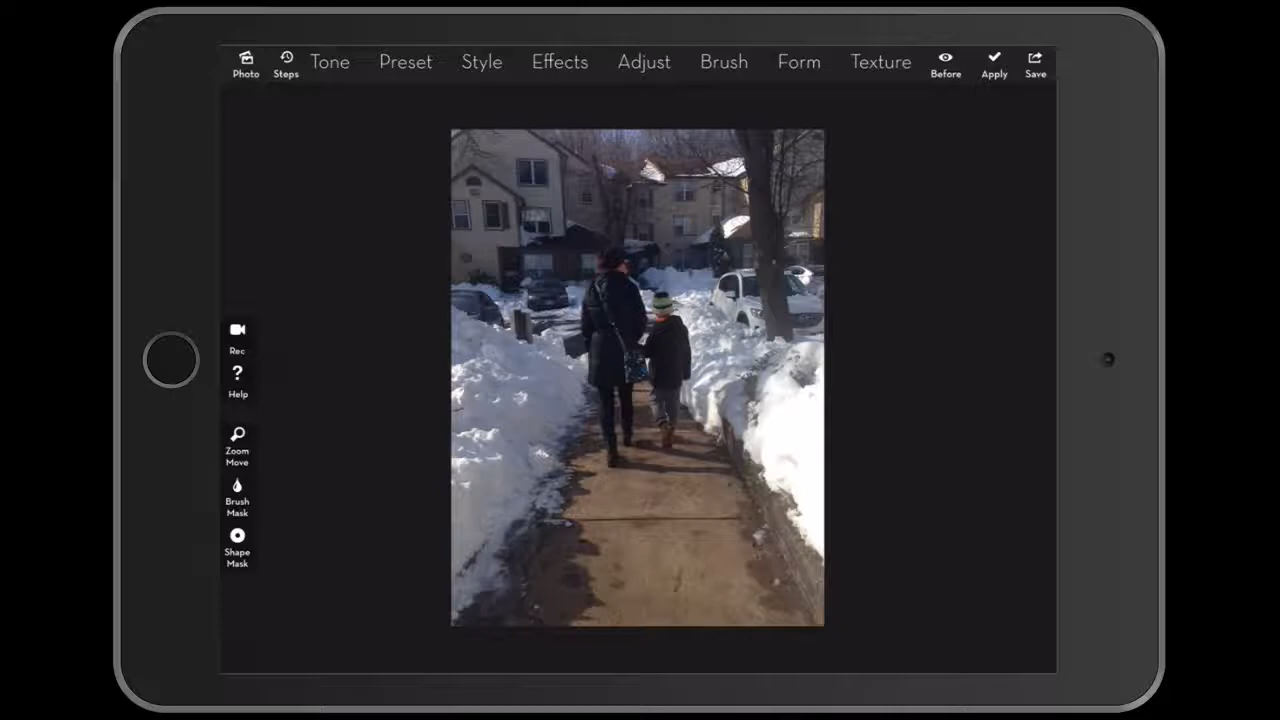 Photo
Steps
Tone
Preset
Style
Effects
Adjust
Brush
Form
Texture
Before
Apply
Save
Rec
?
Help
Zoom
Move
Brush
Mask
Shape
Mask